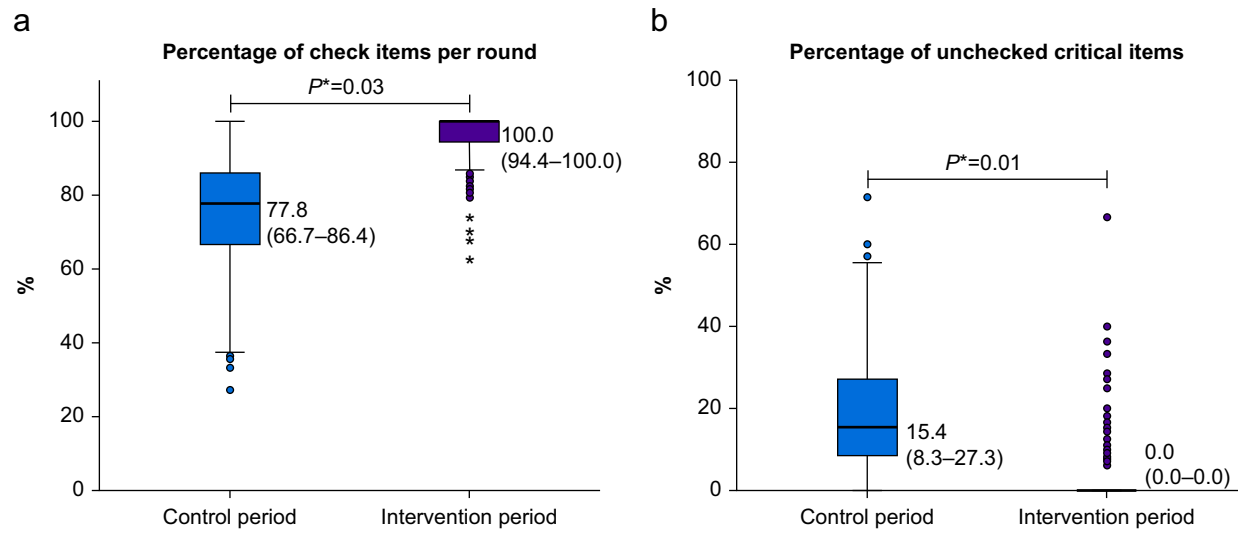 a
Percentage of check items per round
P*=0.03
100
80
60
40
20
0
%
77.8
(66.7–86.4)
100.0
(94.4–100.0)
*
*
*
*
Control period
Intervention period
b
Percentage of unchecked critical items
P*=0.01
100
80
60
40
20
0
%
15.4
(8.3–27.3)
0.0
(0.0–0.0)
Control period
Intervention period